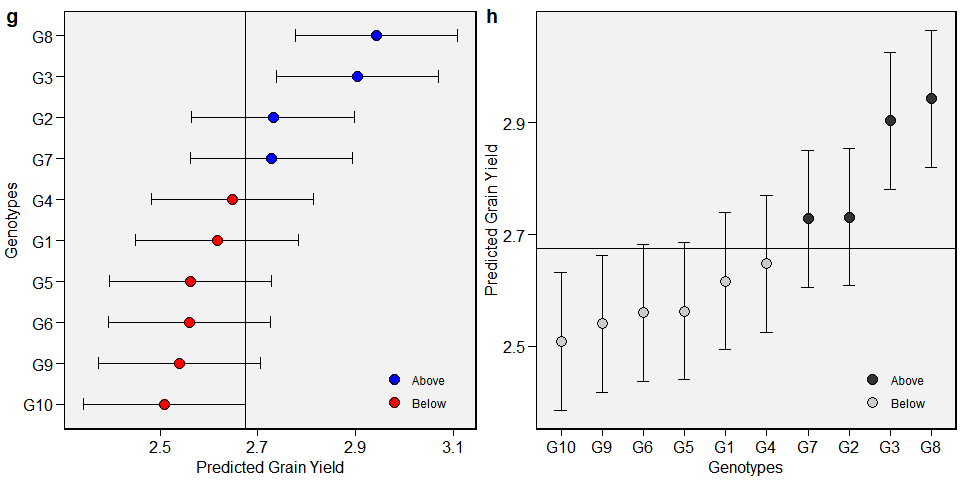 g
Genotypes
G8
G3
G2
G7
G4
G1
G5
G6
G9
G10
Above
Below
2.5
2.7
2.9
3.1
Predicted Grain Yield
h
Predicted Grain Yield
2.9
2.7
2.5
Above
Below
G10
G9
G6
G5
G1
G4
G7
G2
G3
G8
Genotypes